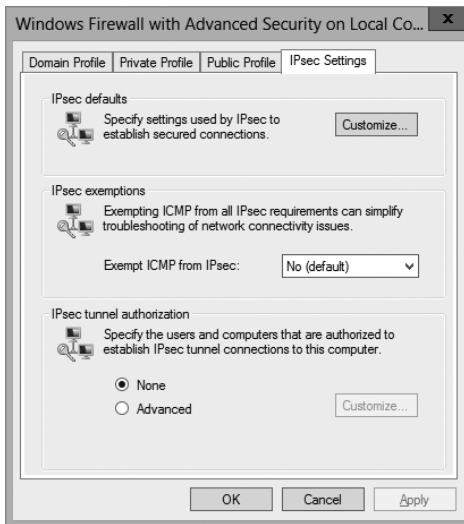 Windows Firewall with Advanced Security on Local Co...
x
Domain Profile
Private Profile
Public Profile
IPsec Settings
IPsec defaults
Specify settings used by IPsec to
establish secured connections.
Customize...
IPsec exemptions
Exempting ICMP from all IPsec requirements can simplify
troubleshooting of network connectivity issues.
Exempt ICMP from IPsec:
No (default)
IPsec tunnel authorization
Specify the users and computers that are authorized to
establish IPsec tunnel connections to this computer.
None
Advanced
Customize...
OK
Cancel
Apply